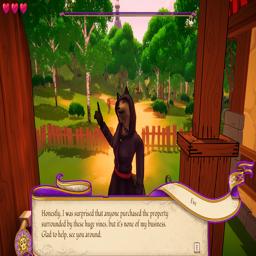 Eve
Honestly, I was surprised that anyone purchased the property
surrounded by these huge vines, but it's none of my business.
Glad to help, see you around.